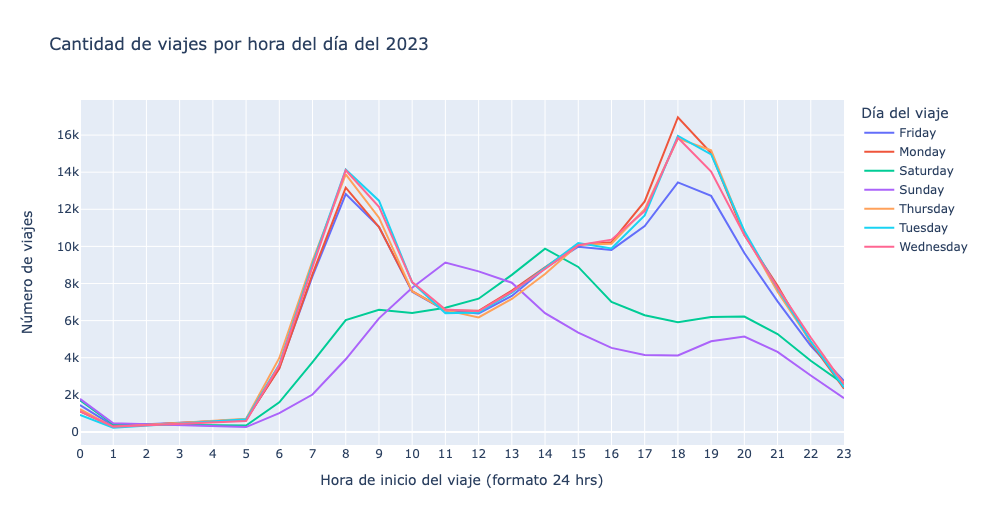 Cantidad de viajes por hora del día del 2023
Número de viajes
16k
14k
12k
10k
8k
6k
4k
2k
0
0 1 2 3 4 5 6 7 8 9 10 11 12 13 14 15 16 17 18 19 20 21 22 23
Hora de inicio del viaje (formato 24 hrs)
Día del viaje
Friday
Monday
Saturday
Sunday
Thursday
Tuesday
Wednesday